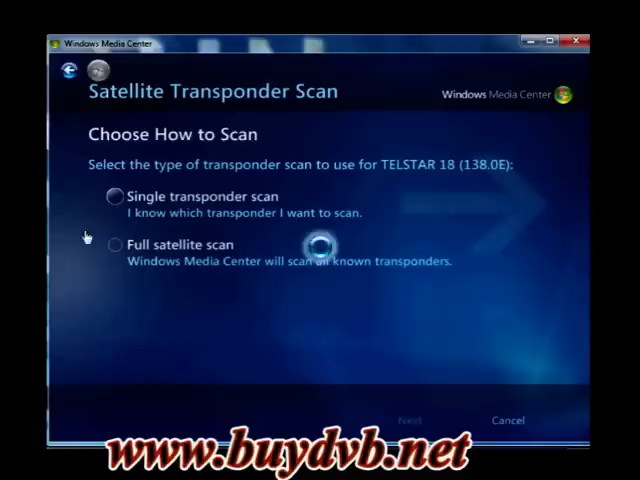 Windows Media Center
Satellite Transponder Scan
Windows Media Center
Choose How to Scan
Select the type of transponder scan to use for TELSTAR 18 (138.0E):
Single transponder scan
I know which transponder I want to scan.
Full satellite scan
Windows Media Center will scan all known transponders.
Next
Cancel
www.buydvb.net